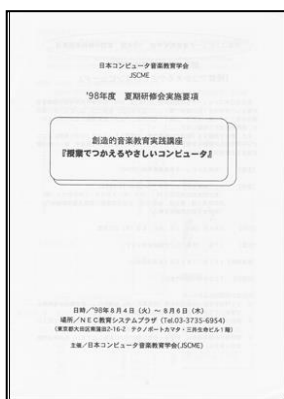 日本コンピュータ音楽教育学会
JSCME
'98年度 夏期研修会実施要項
創造的音楽教育実践講座
『授業でつかえるやさしいコンピュータ』
日時/'98年8月4日(火)~8月6日(木)
場所/NEC教育システムプラザ(Tel.03-3735-6954)
(東京都大田区東蒲田2-16-2 テクノポートカマタ・三井生命ビル1階)
主催/日本コンピュータ音楽教育学会(JSCME)